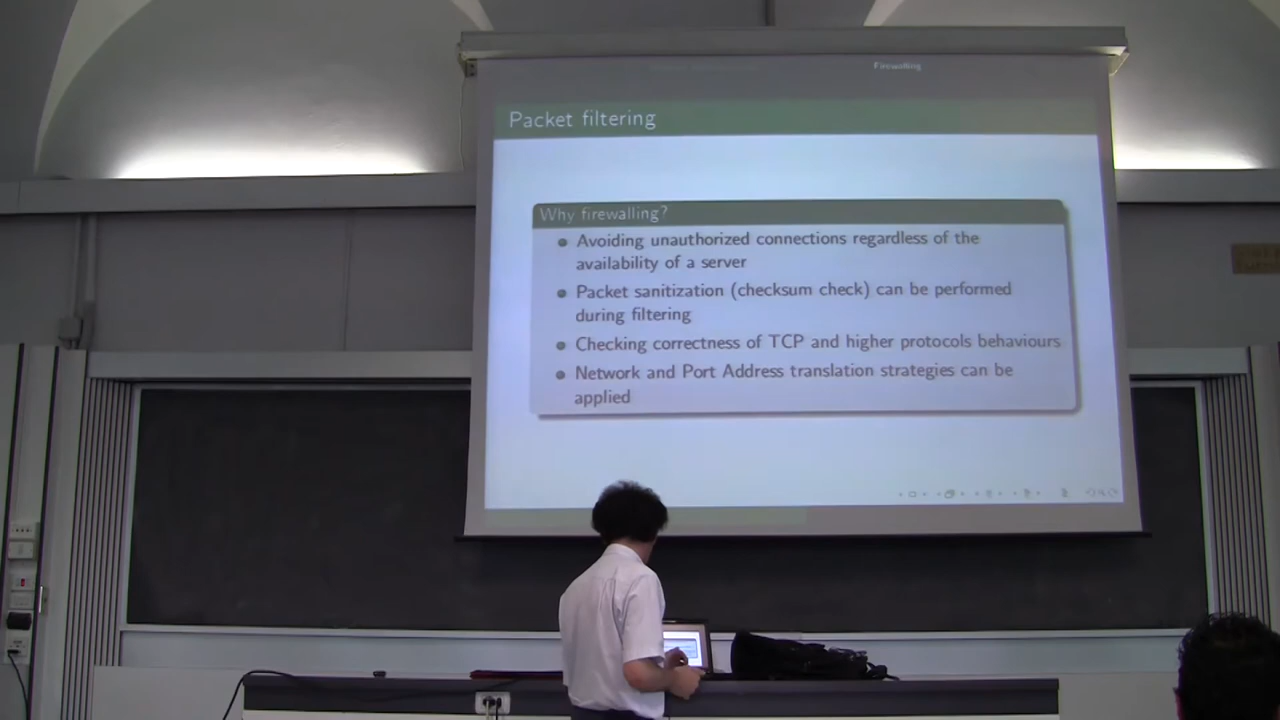 Firewalling
Packet filtering
Why firewalling?
Avoiding unauthorized connections regardless of the
availability of a server
Packet sanitization (checksum check) can be performed
during filtering
Checking correctness of TCP and higher protocols behaviours
Network and Port Address translation strategies can be
applied